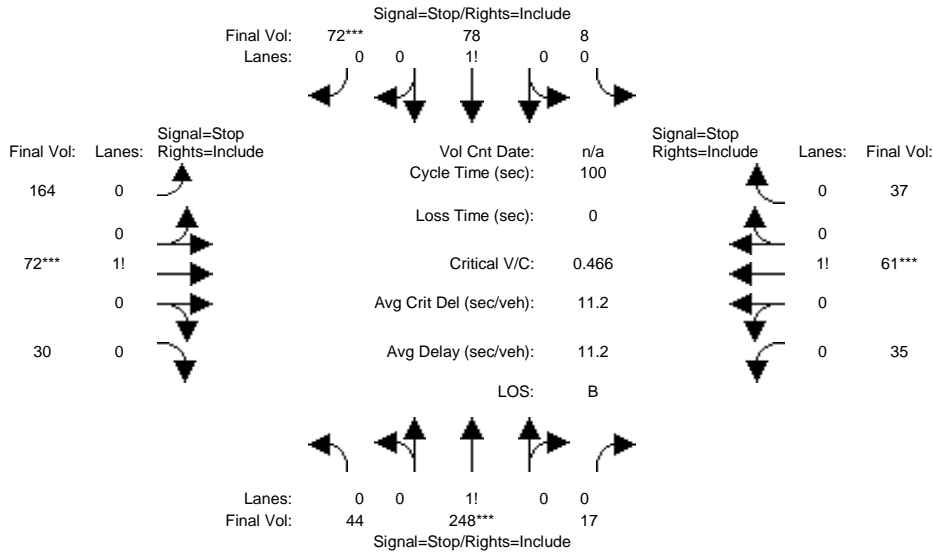 Signal=Stop/Rights=Include
Final Vol: 72*** 78 8
Lanes: 0 0 1! 0 0
Signal=Stop Signal=Stop
Final Vol: Lanes: Rights=Include Vol Cnt Date: n/a Rights=Include Lanes: Final Vol:
Cycle Time (sec): 100
164 0 0 37
Loss Time (sec): 0
0 0
72*** 1! Critical V/C: 0.466 1! 61***
0 Avg Crit Del (sec/veh): 11.2 0
30 0 Avg Delay (sec/veh): 11.2 0 35
LOS: B
Lanes: 0 0 1! 0 0
Final Vol: 44 248*** 17
Signal=Stop/Rights=Include